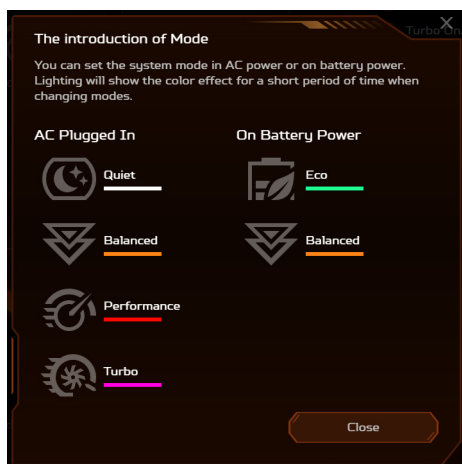 Turbo On
The introduction of Mode
You can set the system mode in AC power or on battery power.
Lighting will show the color effect for a short period of time when
changing modes.
AC Plugged In
On Battery Power
Quiet
Eco
Balanced
Balanced
Performance
Turbo
Close